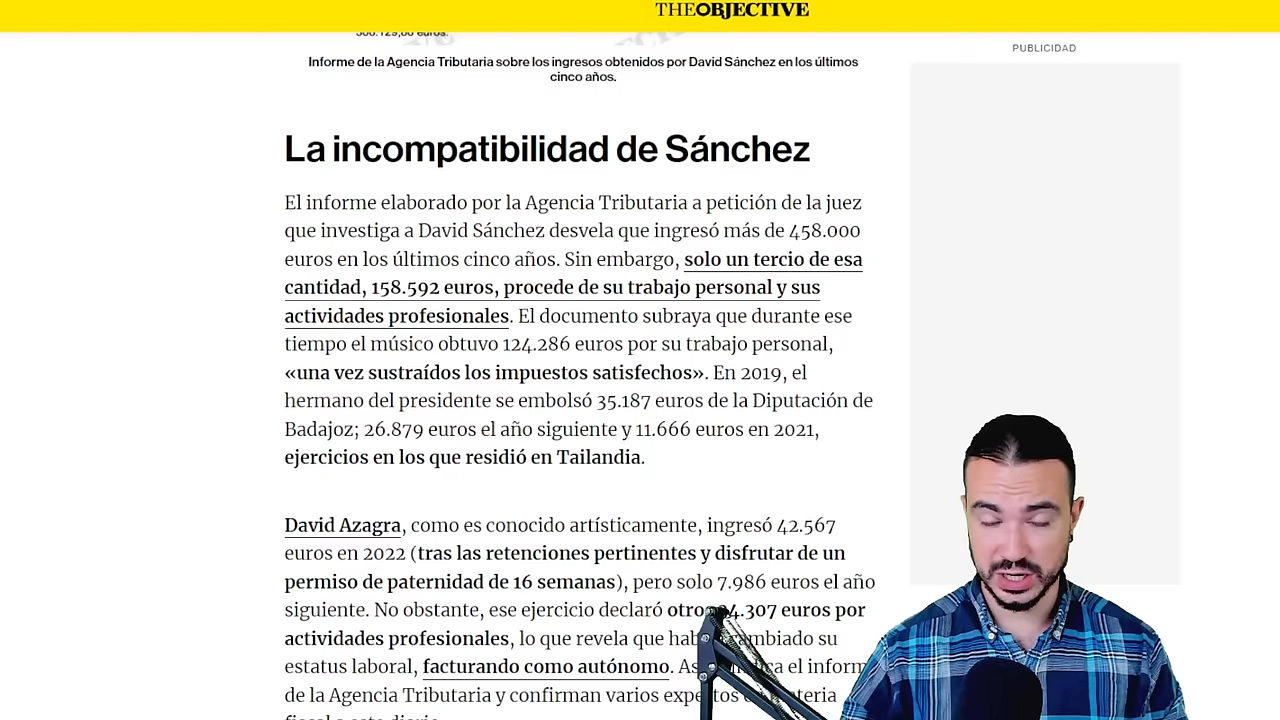 THEOBJECTIVE
PUBLICIDAD
Informe de la Agencia Tributaria sobre los ingresos obtenidos por David Sánchez en los últimos
cinco años.
La incompatibilidad de Sánchez
El informe elaborado por la Agencia Tributaria a petición de la juez
que investiga a David Sánchez desvela que ingresó más de 458.000
euros en los últimos cinco años. Sin embargo, solo un tercio de esa
cantidad, 158.592 euros, procede de su trabajo personal y sus
actividades profesionales. El documento subraya que durante ese
tiempo el músico obtuvo 124.286 euros por su trabajo personal,
«una vez sustraídos los impuestos satisfechos». En 2019, el
hermano del presidente se embolsó 35.187 euros de la Diputación de
Badajoz; 26.879 euros el año siguiente y 11.666 euros en 2021,
ejercicios en los que residió en Tailandia.
David Azagra, como es conocido artísticamente, ingresó 42.567
euros en 2022 (tras las retenciones pertinentes y disfrutar de un
permiso de paternidad de 16 semanas), pero solo 7.986 euros el año
siguiente. No obstante, ese ejercicio declaró euros por
actividades profesionales, lo que revela que su
estatus laboral, facturando como autónomo. el
de la Agencia Tributaria y confirman varios